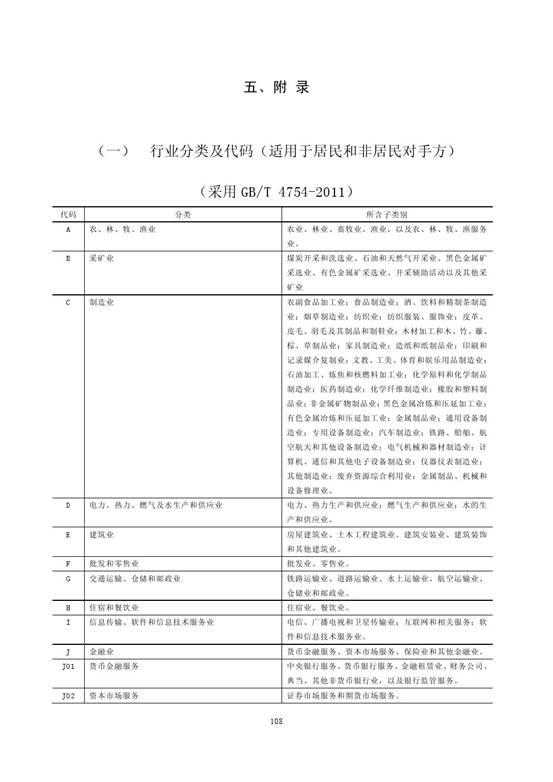 五、附 录
（一） 行业分类及代码（适用于居民和非居民对手方）
（采用 GB/T 4754-2011）
代码 分类 所含子类别
A 农、林、牧、渔业 农业、林业、畜牧业、渔业，以及农、林、牧、渔服务
业。
B 采矿业 煤炭开采和洗选业、石油和天然气开采业、黑色金属矿
采选业、有色金属矿采选业、开采辅助活动以及其他采
矿业
C 制造业 农副食品加工业；食品制造业；酒、饮料和精制茶制造
业；烟草制造业；纺织业；纺织服装、服饰业；皮革、
皮毛、羽毛及其制品和制鞋业；木材加工和木、竹、藤、
棕、草制品业；家具制造业；造纸和纸制品业；印刷和
记录媒介复制业；文教、工美、体育和娱乐用品制造业；
石油加工、炼焦和核燃料加工业；化学原料和化学制品
制造业；医药制造业；化学纤维制造业；橡胶和塑料制
品业；非金属矿物制品业；黑色金属冶炼和压延加工业；
有色金属冶炼和压延加工业；金属制品业；通用设备制
造业；专用设备制造业；汽车制造业；铁路、船舶、航
空航天和其他设备制造业；电气机械和器材制造业；计
算机、通信和其他电子设备制造业；仪器仪表制造业；
其他制造业；废弃资源综合利用业；金属制品、机械和
设备修理业。
D 电力、热力、燃气及水生产和供应业 电力、热力生产和供应业；燃气生产和供应业；水的生
产和供应业。
E 建筑业 房屋建筑业、土木工程建筑业、建筑安装业、建筑装饰
和其他建筑业。
F 批发和零售业 批发业、零售业。
G 交通运输、仓储和邮政业 铁路运输业、道路运输业、水上运输业、航空运输业、
仓储业和邮政业。
H 住宿和餐饮业 住宿业、餐饮业。
I 信息传输、软件和信息技术服务业 电信、广播电视和卫星传输业；互联网和相关服务；软
件和信息技术服务业。
J 金融业 货币金融服务、资本市场服务、保险业和其他金融业。
J01 货币金融服务 中央银行服务、货币银行服务、金融租赁业、财务公司、
典当、其他非货币银行业，以及银行监管服务。
J02 资本市场服务 证券市场服务和期货市场服务。
108